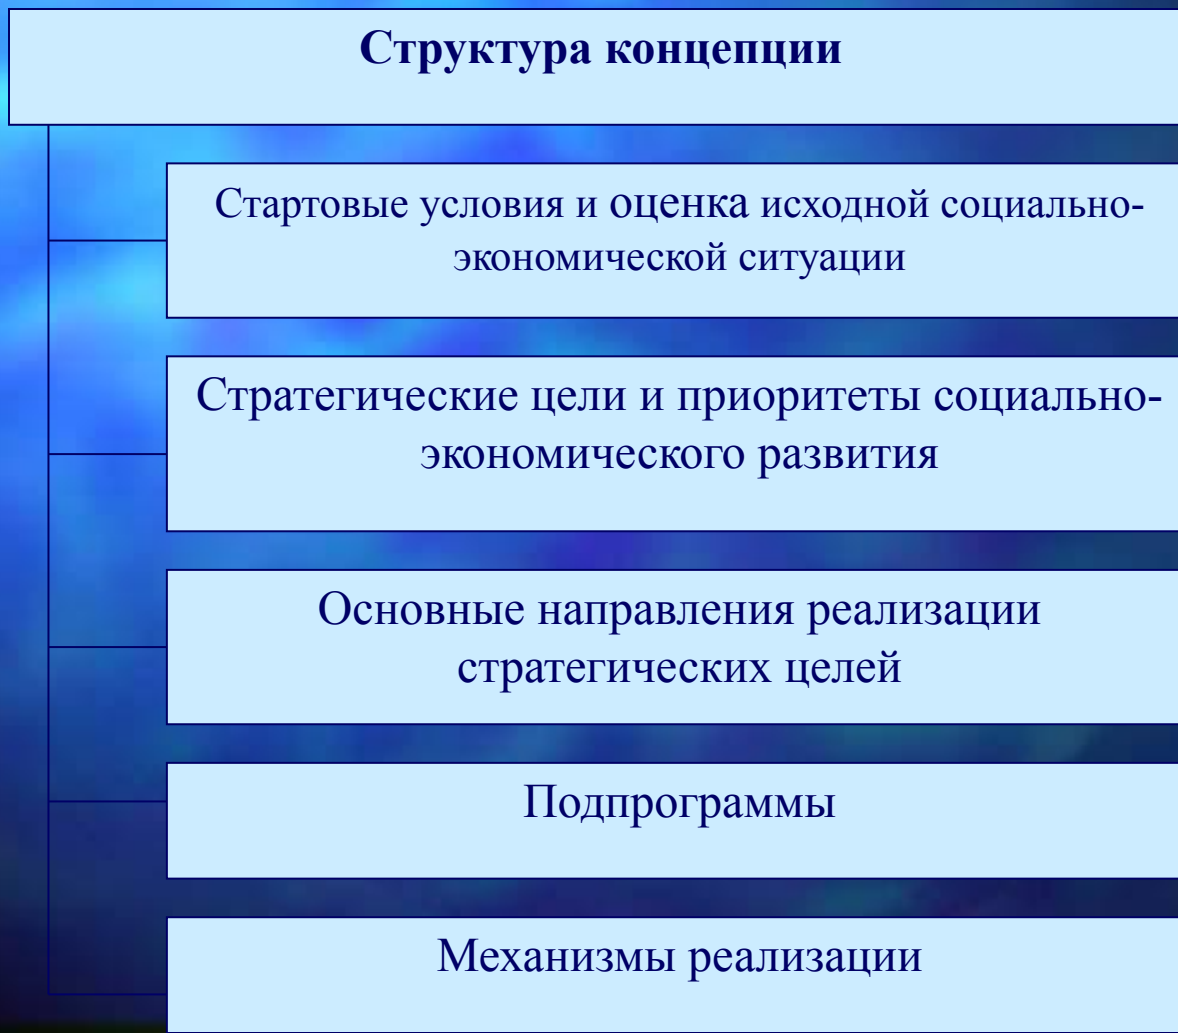 Структура концепции
Стартовые условия и оценка исходной социально-
экономической ситуации
Стратегические цели и приоритеты социально-
экономического развития
Основные направления реализации
стратегических целей
Подпрограммы
Механизмы реализации